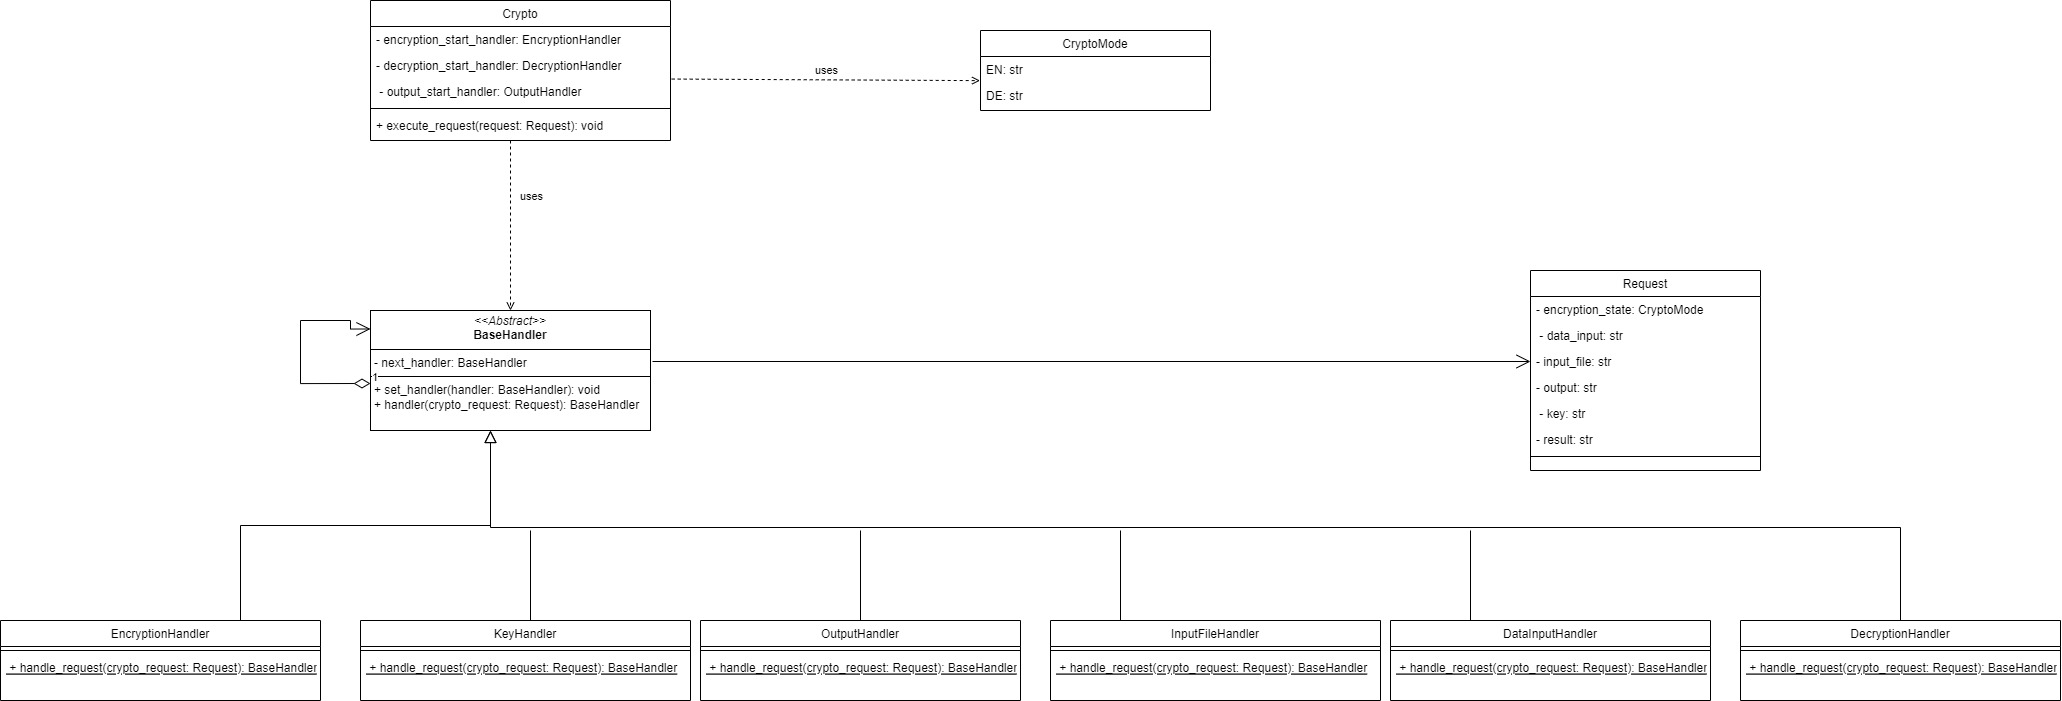 Crypto
- encryption_start_handler: EncryptionHandler
- decryption_start_handler: DecryptionHandler
- output_start_handler: OutputHandler
+ execute_request(request: Request): void
uses
CryptoMode
EN: str
DE: str
uses
<<Abstract>>
BaseHandler
- next_handler: BaseHandler
1
+ set_handler(handler: BaseHandler): void
+ handler(crypto_request: Request): BaseHandler
Request
- encryption_state: CryptoMode
- data_input: str
- input_file: str
- output: str
- key: str
- result: str
EncryptionHandler
+ handle_request(crypto_request: Request): BaseHandler
KeyHandler
+ handle_request(crypto_request: Request): BaseHandler
OutputHandler
+ handle_request(crypto_request: Request): BaseHandler
InputFileHandler
+ handle_request(crypto_request: Request): BaseHandler
DataInputHandler
+ handle_request(crypto_request: Request): BaseHandler
DecryptionHandler
+ handle_request(crypto_request: Request): BaseHandler